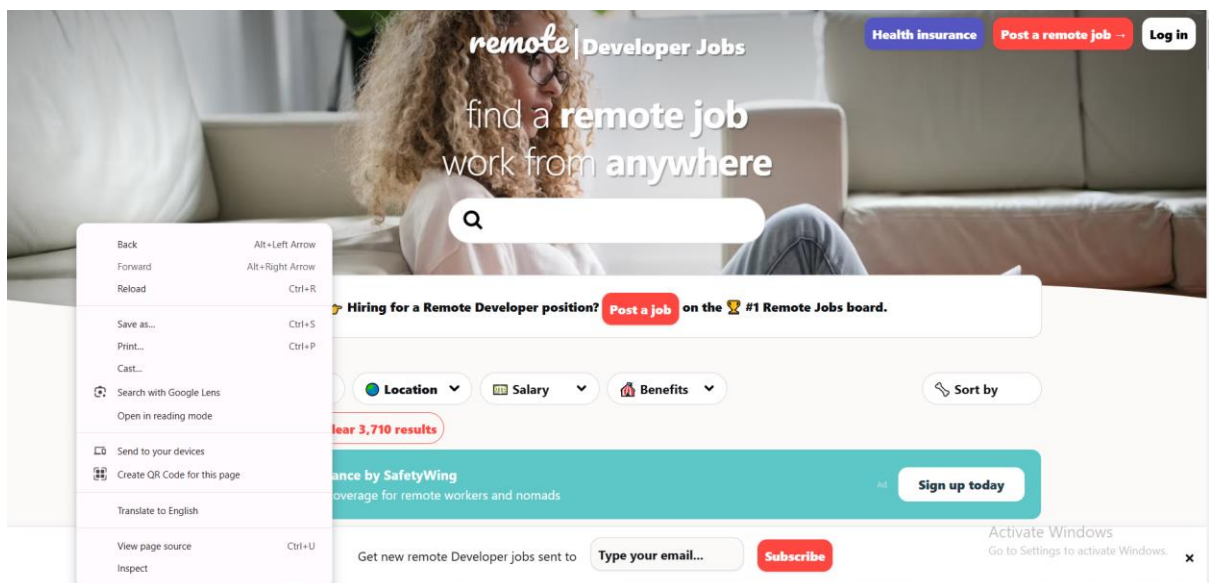 remote | Developer Jobs
Health insurance
Post a remote job →
Log in
find a remote job
work from anywhere
Back Alt+Left Arrow
Forward Alt+Right Arrow
Reload Ctrl+R
Save as... Ctrl+S
Print... Ctrl+P
Cast...
Search with Google Lens
Open in reading mode
Send to your devices
Create QR Code for this page
Translate to English
View page source Ctrl+U
Inspect
👉 Hiring for a Remote Developer position? Post a job on the 🏆 #1 Remote Jobs board.
Location
Salary
Benefits
Sort by
lear 3,710 results
ance by SafetyWing
overage for remote workers and nomads
Ad
Sign up today
Get new remote Developer jobs sent to
Type your email...
Subscribe
Activate Windows
Go to Settings to activate Windows.
×